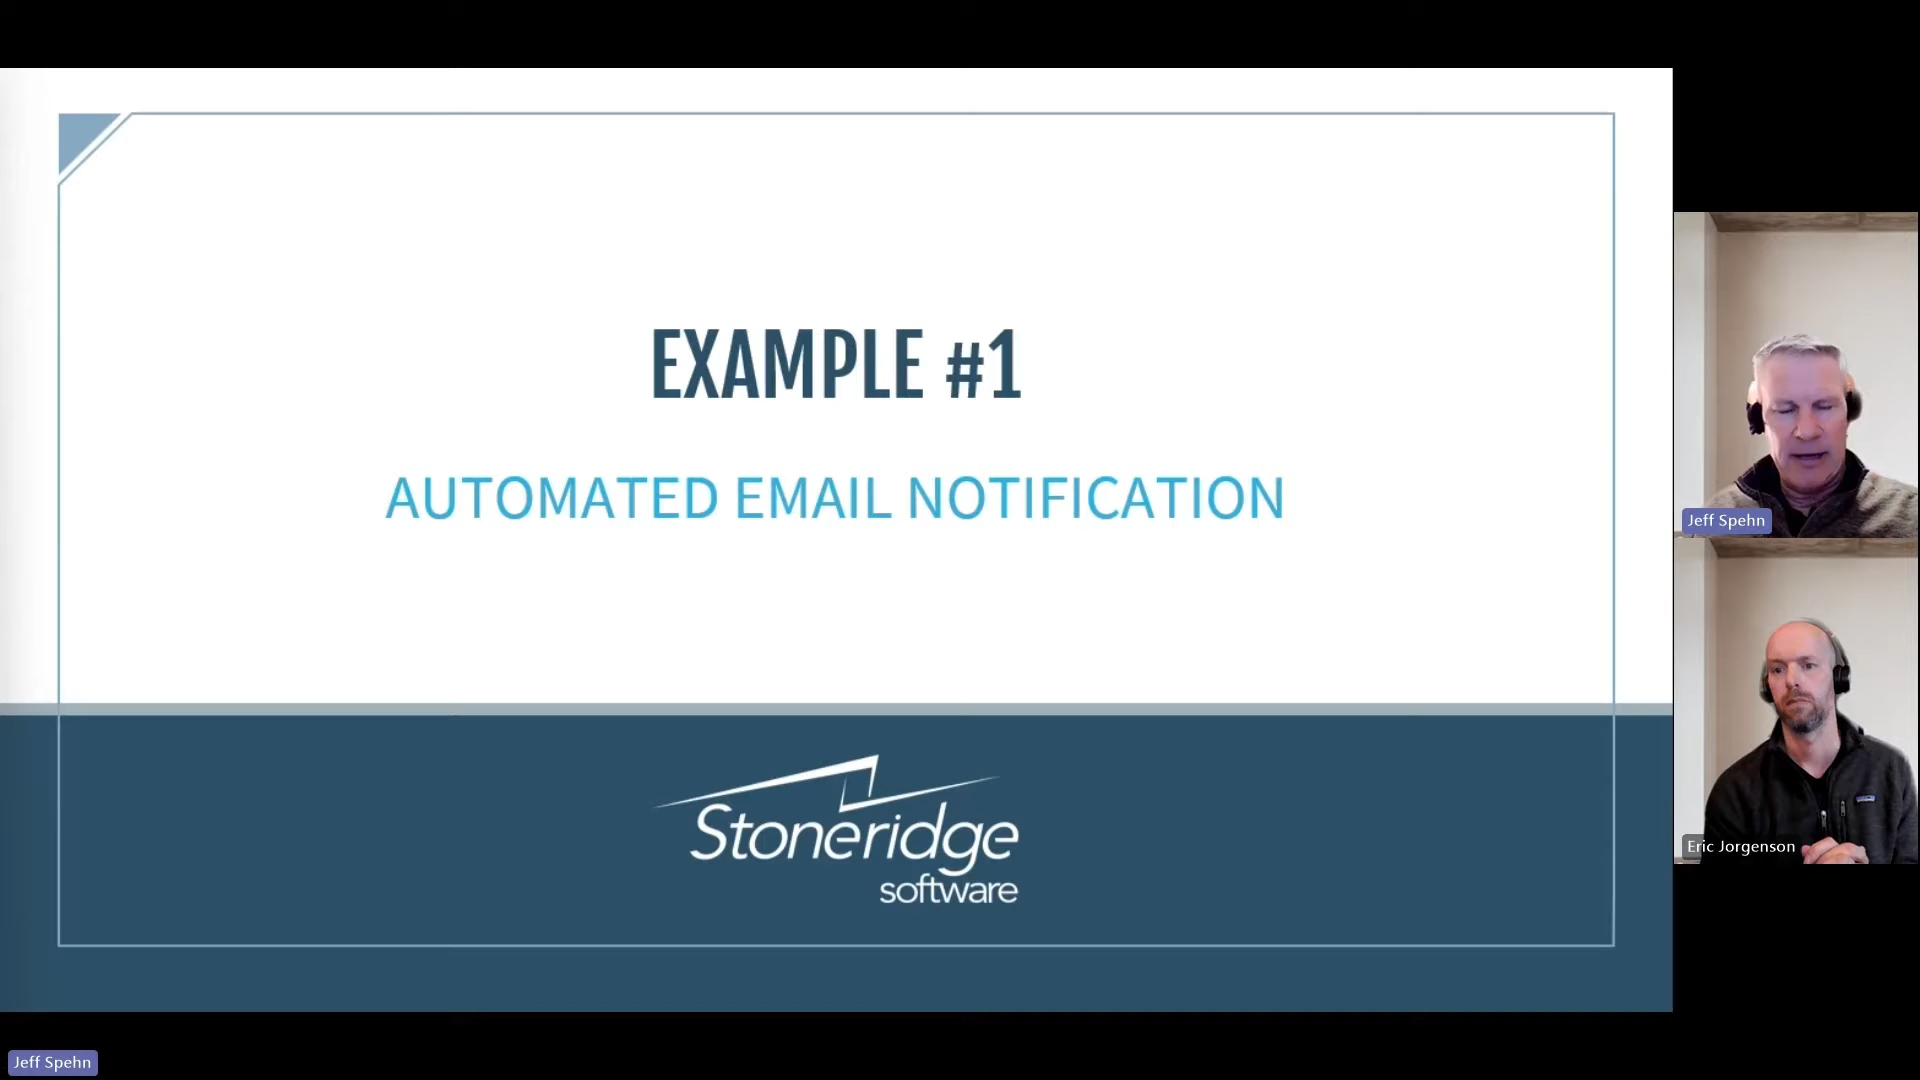 EXAMPLE #1
AUTOMATED EMAIL NOTIFICATION
Stoneridge
software
Jeff Spehn
Eric Jorgenson
Jeff Spehn